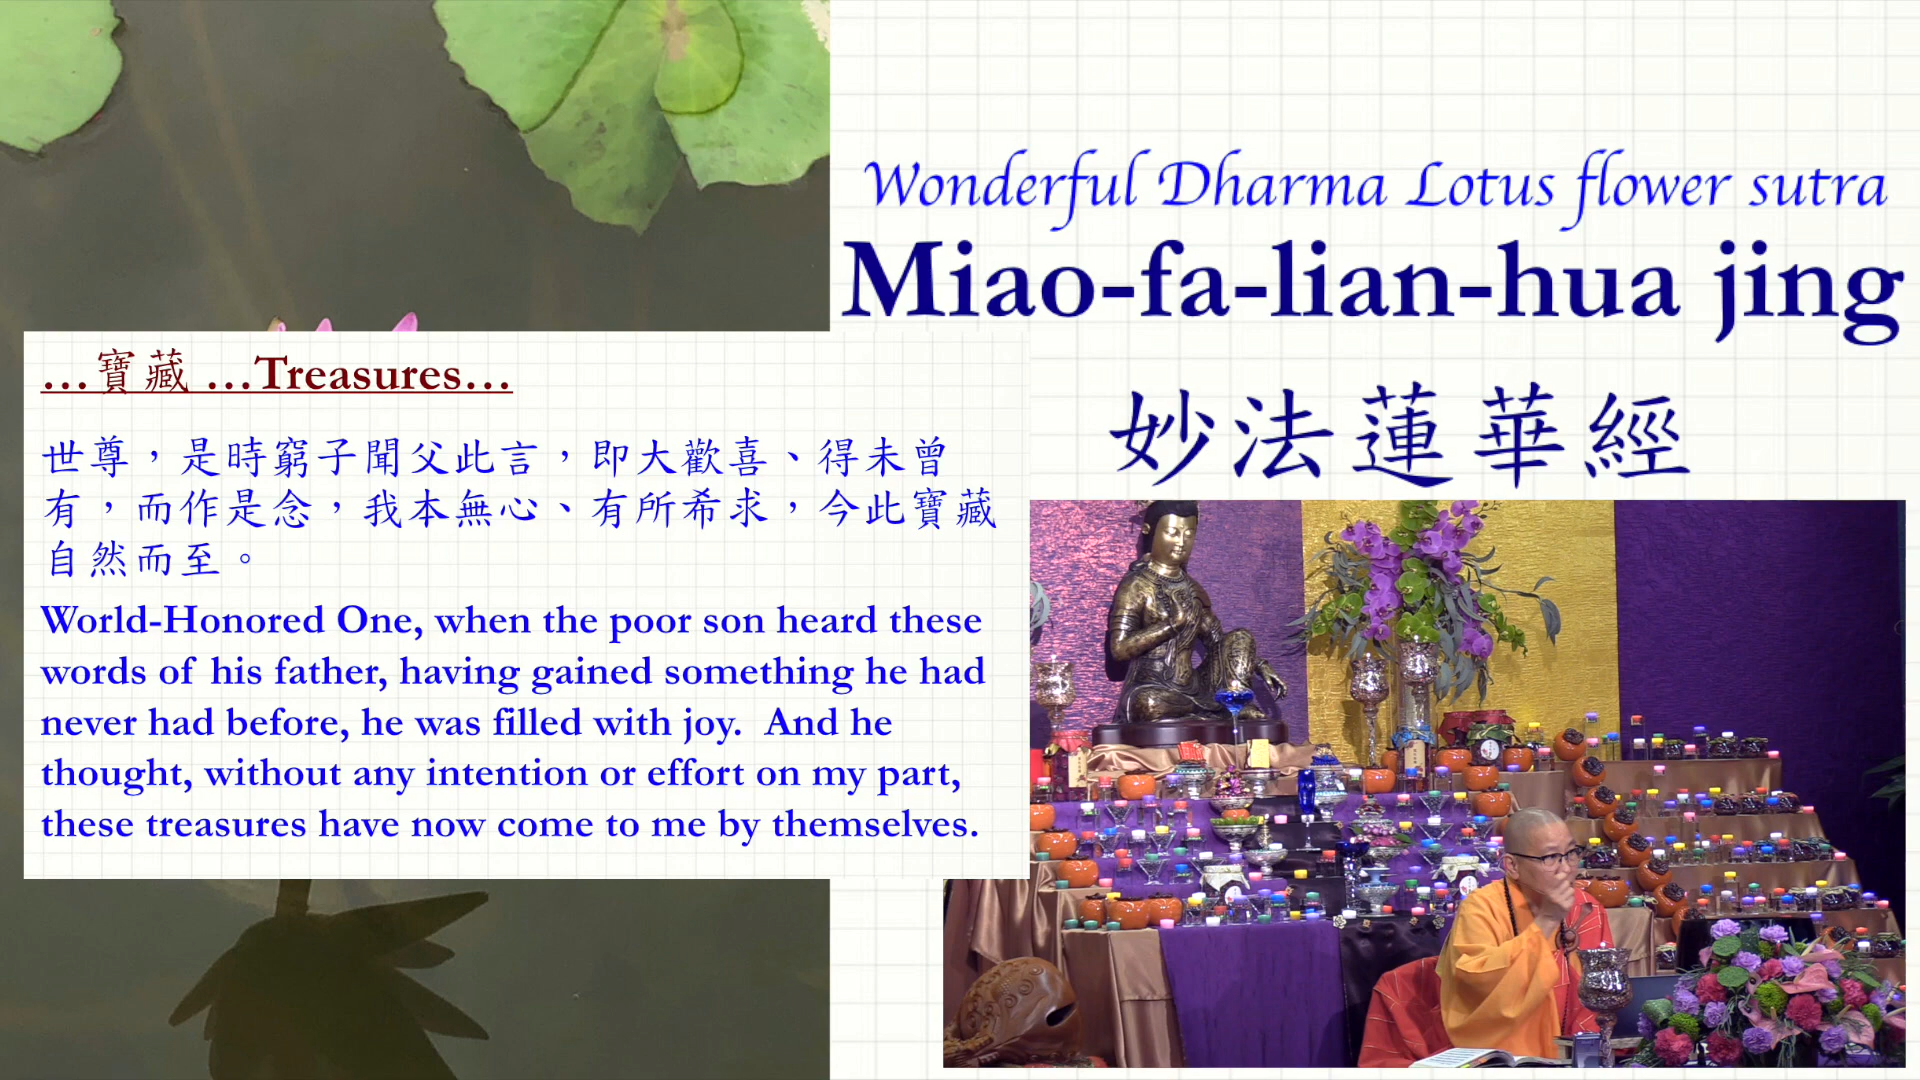 Wonderful Dharma Lotus flower sutra
Miao-fa-lian-hua jing
妙法蓮華經
…寶藏 …Treasures…
世尊，是時窮子聞父此言，即大歡喜、得未曾
有，而作是念，我本無心、有所希求，今此寶藏
自然而至。
World-Honored One, when the poor son heard these
words of his father, having gained something he had
never had before, he was filled with joy.  And he
thought, without any intention or effort on my part,
these treasures have now come to me by themselves.